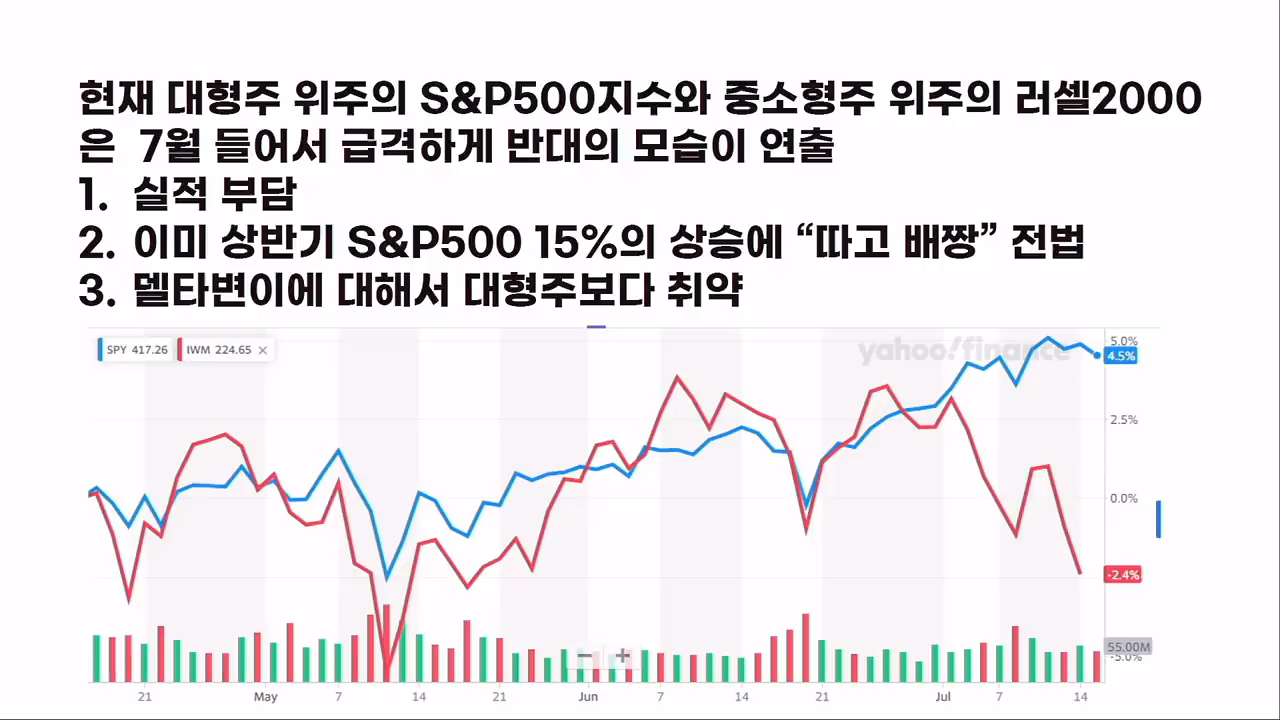 현재 대형주 위주의 S&P500지수와 중소형주 위주의 러셀2000
은 7월 들어서 급격하게 반대의 모습이 연출
1. 실적 부담
2. 이미 상반기 S&P500 15%의 상승에 “따고 배짱” 전법
3. 델타변이에 대해서 대형주보다 취약
SPY 417.26 IWM 224.65 ×
yahoo!finance
5.0%
4.5%
2.5%
0.0%
-2.4%
55.00M
-5.0%
− +
21 May 7 14 21 Jun 7 14 21 Jul 7 14